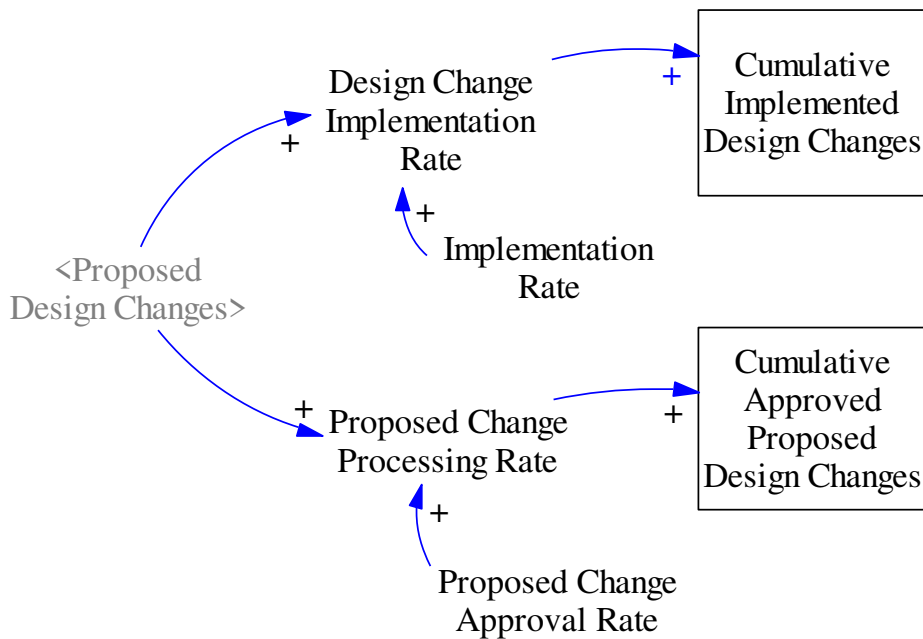 Design Change
Implementation
Rate
+
+
Cumulative
Implemented
Design Changes
+
Implementation
Rate
<Proposed
Design Changes>
+
Proposed Change
Processing Rate
+
Cumulative
Approved
Proposed
Design Changes
+
Proposed Change
Approval Rate